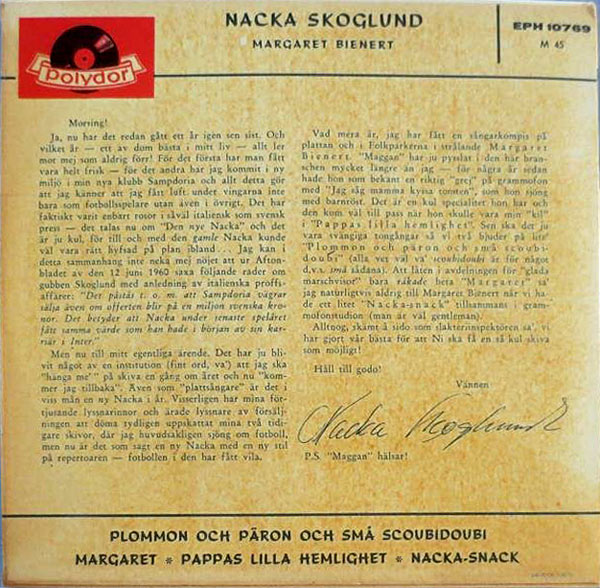 polydor
NACKA SKOGLUND
MARGARET BIENERT
EPH 10769
M 45
Morning!
Ja, nu har det redan gått ett år igen sen sist. Och
vilket år — ett av dom bästa i mitt liv — allt ler
mot mej som aldrig förr! För det första har man fått
vara helt frisk - för det andra har jag kommit i ny
miljö i min nya klubb Sampdoria och allt detta gör
att jag känner att jag fått luft under vingarna inte
bara som fotbollspelare utan även i övrigt. Det har
faktiskt varit enbart rosor i såväl italiensk som svensk
press — det talas nu om "Den nye Nacka" och det
är ju kul, för till och med den gamle Nacka kunde
väl vara rätt hyfsad på plan ibland . . Jag kan i
detta sammanhang inte neka mej nöjet att ur Afton-
bladet av den 12 juni 1960 saxa följande rader om
gubben Skoglund med anledning av italienska proffs-
affärer: "Det påstås t. o. m. att Sampdoria vägrar
sälja även om offerten blir på en miljon svenska kro-
nor. Det betyder att Nacka under senaste spelåret
fått samma värde som han hade i början av sin kar-
riär i Inter."
Men nu till mitt egentliga ärende. Det har ju bli-
vit något av en institution (fint ord, va') att jag ska
"hänga me'" på skiva en gång om året och nu "kom-
mer jag tillbaka". Även som "plattsångare" är det i
viss mån en ny Nacka i år. Visserligen har mina för-
tjusande lyssnarinnor och ärade lyssnare av försälj-
ningen att döma tydligen uppskattat mina två tidi-
gare skivor, där jag huvudsakligen sjöng om fotboll,
men nu är det som sagt en ny Nacka med en ny stil
på repertoaren — fotbollen i den har fått vila.
Vad mera är, jag har fått en sångarkompis på
plattan och i Folkparkerna i strålande Margaret
Bienert. "Maggan" har ju pysslat i den här bran-
schen mycket längre än jag — för några år sedan
hade hon som bekant en riktig "grej" på grammofon
med "Jag såg mamma kyssa tomten", som hon sjöng
med barnröst. Det är en kul specialitet hon har och
den kom väl till pass när hon skulle vara min "kil"
i "Pappas lilla hemlighet". Sen ska det ju
vara svängiga tongångar så vi två bjuder på lite
"Plommon och päron och små scoubi-
doubi" (alla vet väl va' scoubidoubi är för något
d.v.s. små sådana). Att låten i avdelningen för "glada
marschvisor" bara råkade heta "Margaret" sa'
jag naturligtvis aldrig till Margaret Bienert när vi ha-
de ett litet "Nacka-snack" tillhammans i gram-
mofonstudion (man är väl gentleman).
Alltnog, skämt å sido som slakteriinspektören sa', vi
har gjort vår bästa för att Ni ska få en så kul skiva
som möjligt!
Håll till godo!
Vännen
Nacka Skoglund
P.S. "Maggan" hälsar!
PLOMMON OCH PÄRON OCH SMÅ SCOUBIDOUBI
MARGARET * PAPPAS LILLA HEMLIGHET * NACKA-SNACK